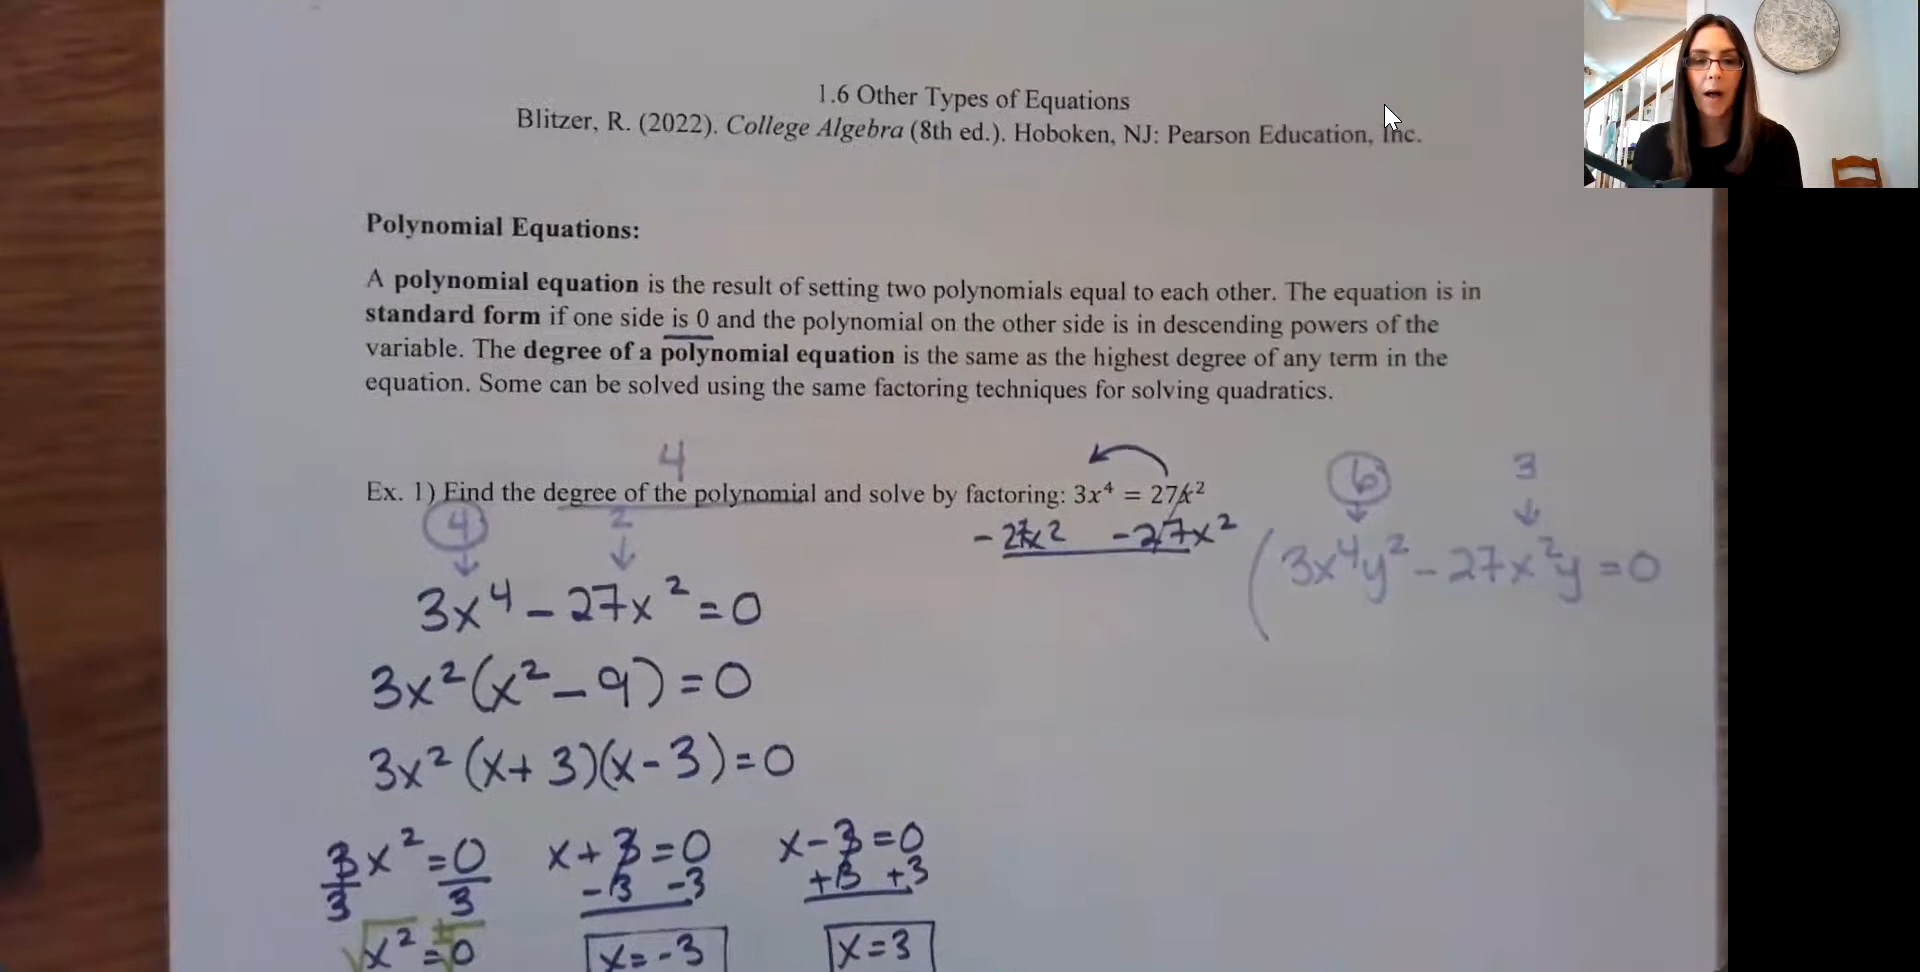 1.6 Other Types of Equations
Blitzer, R. (2022). College Algebra (8th ed.). Hoboken, NJ: Pearson Education, Inc.
Polynomial Equations:
A polynomial equation is the result of setting two polynomials equal to each other. The equation is in
standard form if one side is 0 and the polynomial on the other side is in descending powers of the
variable. The degree of a polynomial equation is the same as the highest degree of any term in the
equation. Some can be solved using the same factoring techniques for solving quadratics.
4
Ex. 1) Find the degree of the polynomial and solve by factoring: 3x⁴ = 27x²
6 3
4 2
-27x² -27x²
(3x⁴y² - 27x²y = 0
3x⁴ - 27x² = 0
3x²(x² - 9) = 0
3x²(x + 3)(x - 3) = 0
3x² = 0 x + 3 = 0 x - 3 = 0
3 3 -3 -3 +3 +3
√x² = ±√0 x = -3 x = 3